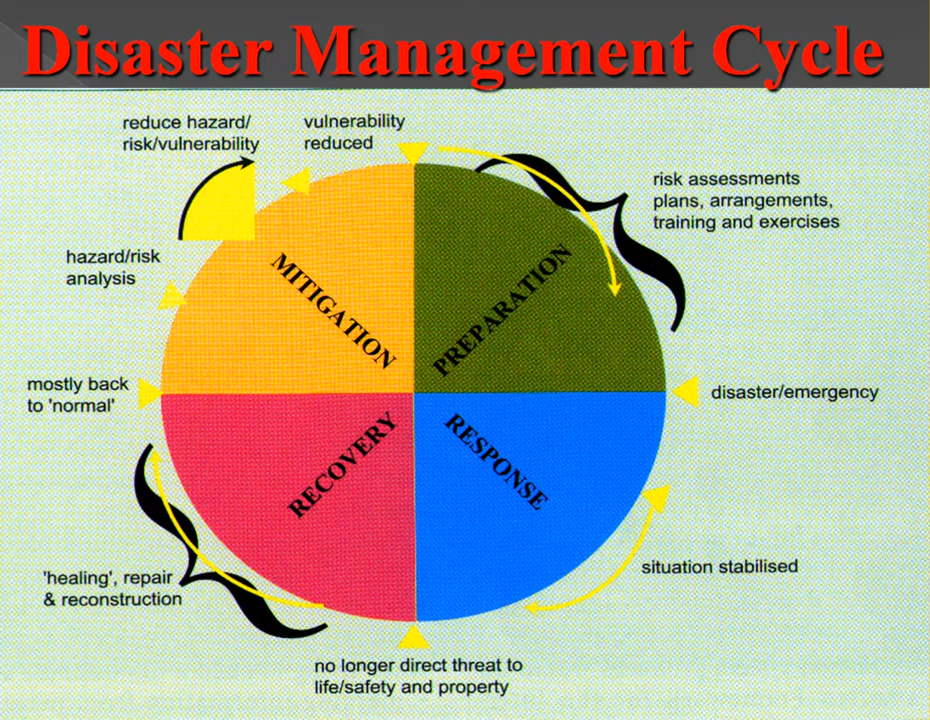 Disaster Management Cycle
reduce hazard/
risk/vulnerability
vulnerability
reduced
risk assessments
plans, arrangements,
training and exercises
hazard/risk
analysis
MITIGATION
PREPARATION
mostly back
to 'normal'
disaster/emergency
RECOVERY
RESPONSE
'healing', repair
& reconstruction
situation stabilised
no longer direct threat to
life/safety and property